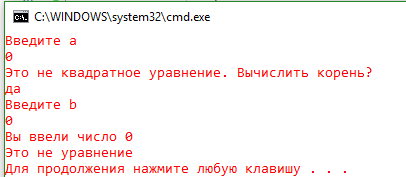 C:\WINDOWS\system32\cmd.exe
Введите a
0
Это не квадратное уравнение. Вычислить корень?
да
Введите b
0
Вы ввели число 0
Это не уравнение
Для продолжения нажмите любую клавишу . . .